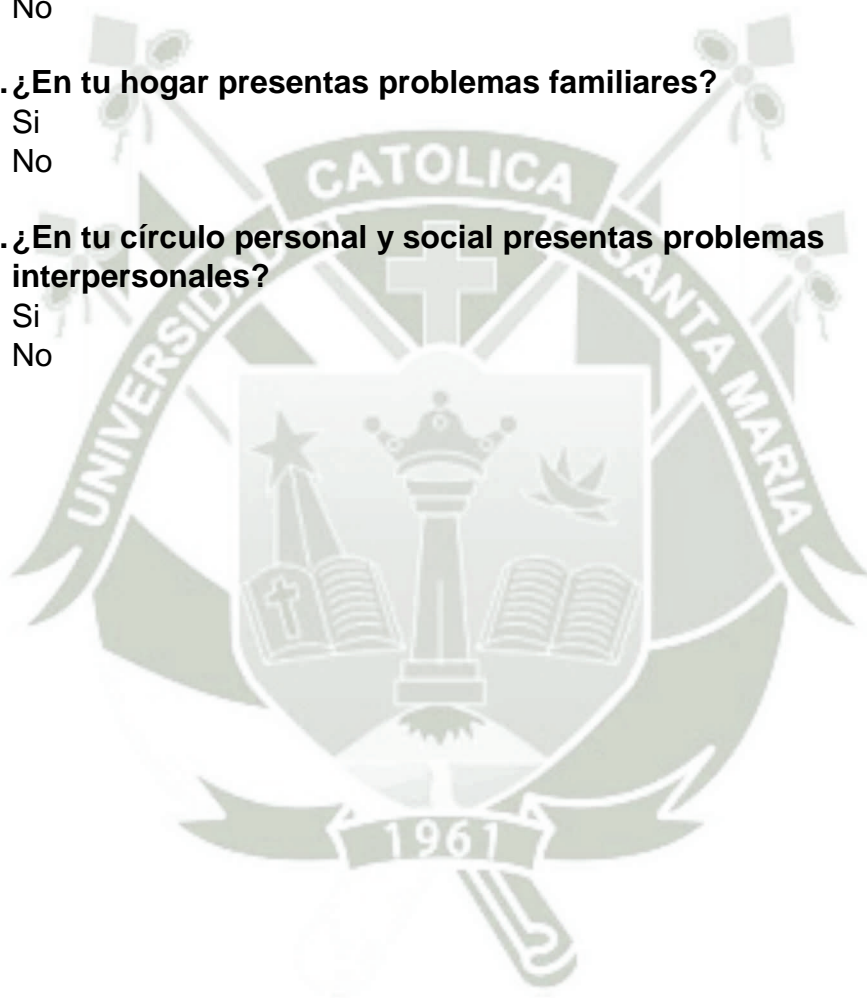 No
.¿En tu hogar presentas problemas familiares?
Si
No
.¿En tu círculo personal y social presentas problemas
interpersonales?
Si
No
UNIVERSIDAD CATOLICA SANTA MARIA
1961